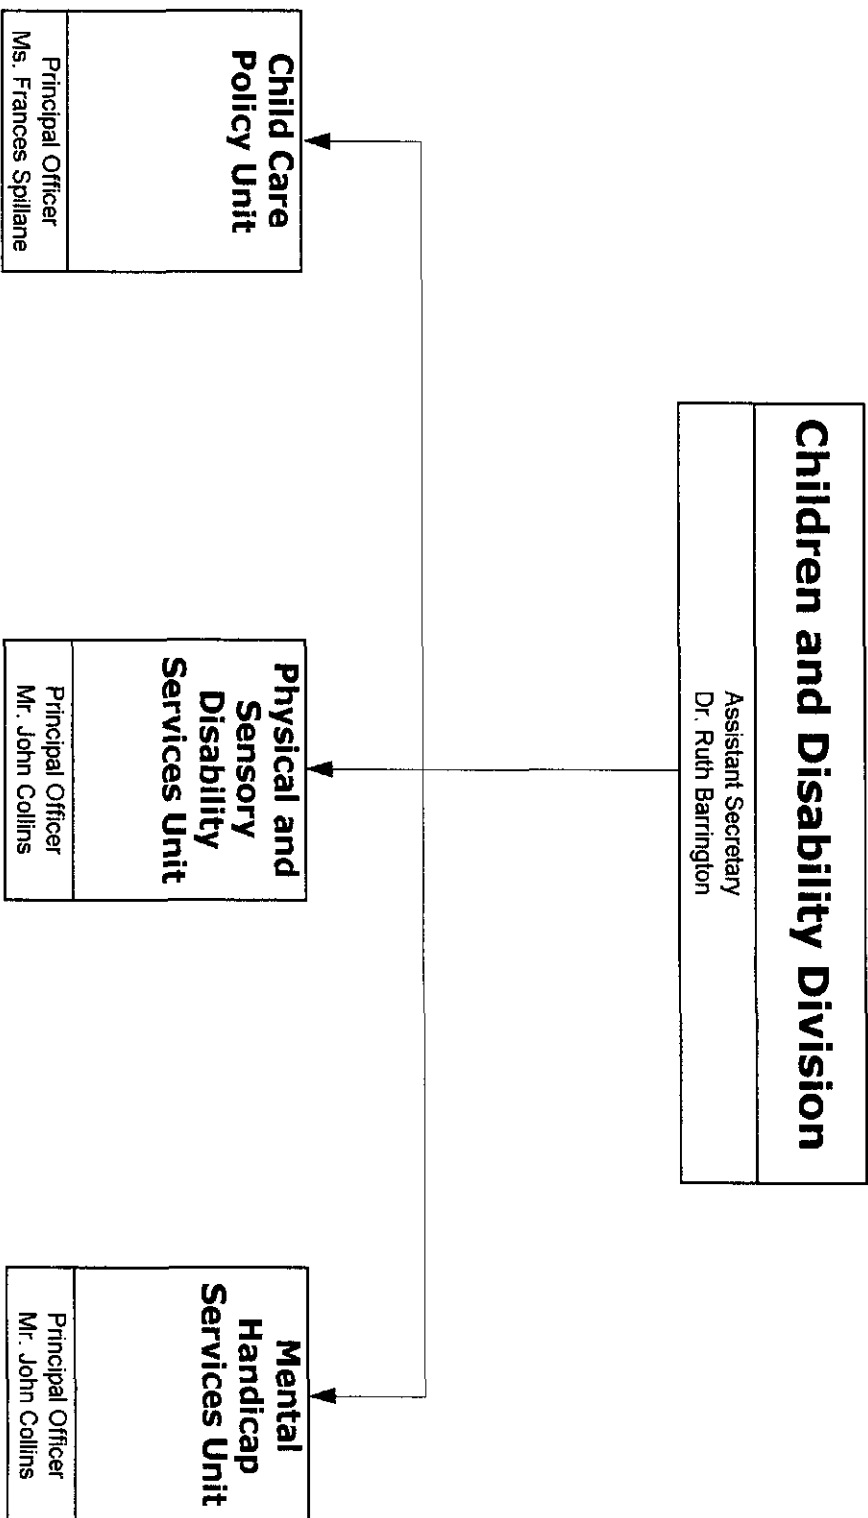 Children and Disability Division
Assistant Secretary
Dr. Ruth Barrington
Child Care
Policy Unit
Principal Officer
Ms. Frances Spillane
Physical and
Sensory
Disability
Services Unit
Principal Officer
Mr. John Collins
Mental
Handicap
Services Unit
Principal Officer
Mr. John Collins